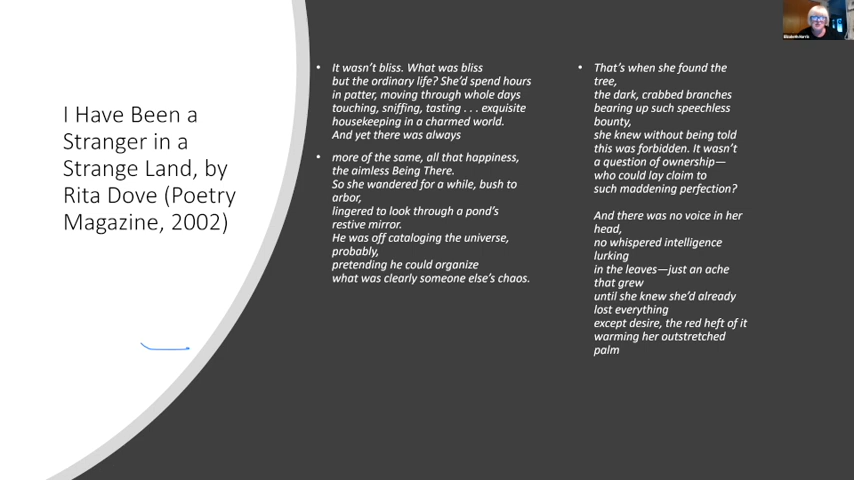 I Have Been a
Stranger in a
Strange Land, by
Rita Dove (Poetry
Magazine, 2002)
• It wasn’t bliss. What was bliss
but the ordinary life? She’d spend hours
in patter, moving through whole days
touching, sniffing, tasting . . . exquisite
housekeeping in a charmed world.
And yet there was always
• more of the same, all that happiness,
the aimless Being There.
So she wandered for a while, bush to
arbor,
lingered to look through a pond’s
restive mirror.
He was off cataloging the universe,
probably,
pretending he could organize
what was clearly someone else’s chaos.
• That’s when she found the
tree,
the dark, crabbed branches
bearing up such speechless
bounty,
she knew without being told
this was forbidden. It wasn’t
a question of ownership—
who could lay claim to
such maddening perfection?
And there was no voice in her
head,
no whispered intelligence
lurking
in the leaves—just an ache
that grew
until she knew she’d already
lost everything
except desire, the red heft of it
warming her outstretched
palm